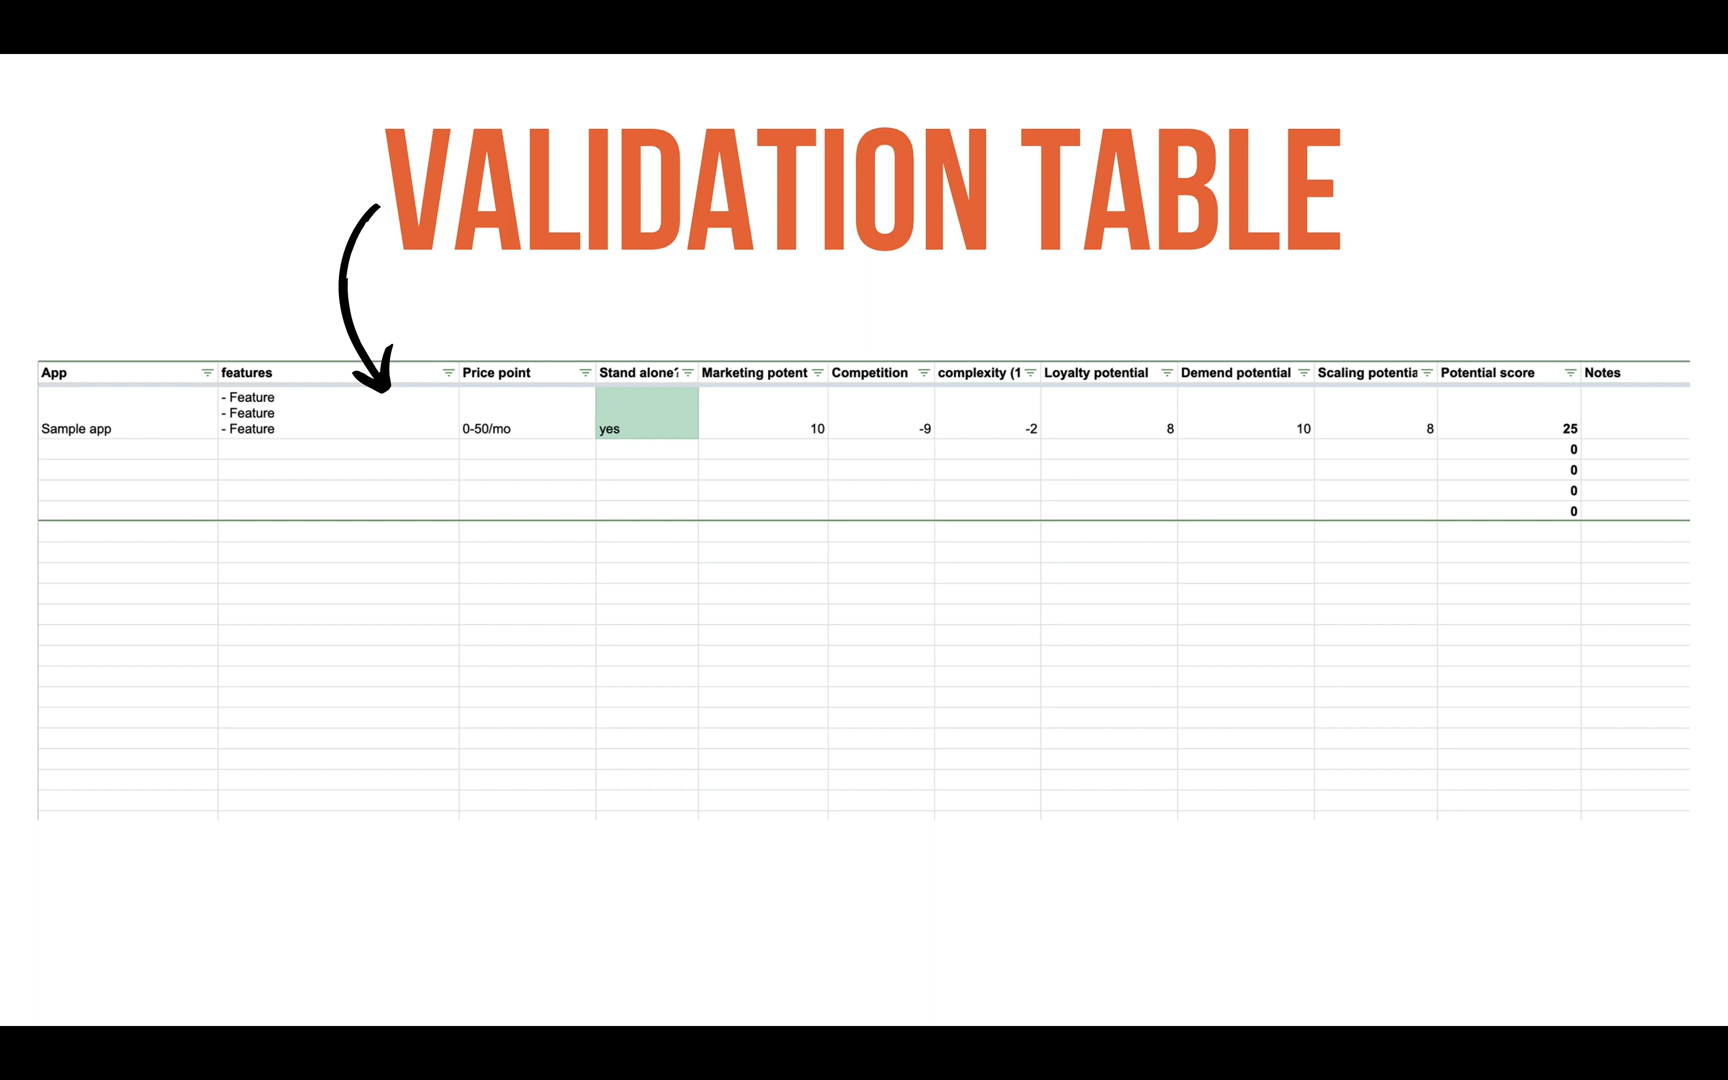 VALIDATION TABLE
App features Price point Stand alone? Marketing potent Competition complexity (1 Loyalty potential Demend potential Scaling potentia Potential score Notes
- Feature
- Feature
Sample app - Feature 0-50/mo yes 10 -9 -2 8 10 8 25
0
0
0
0